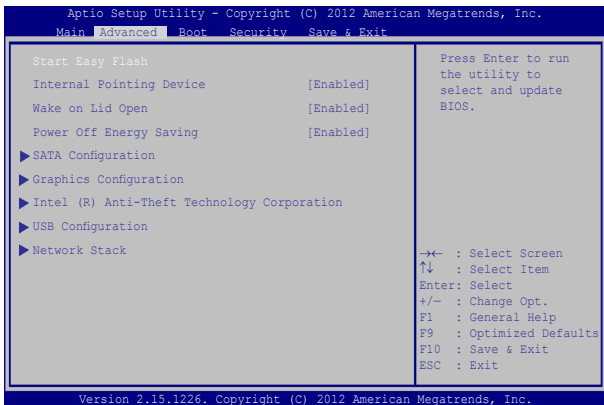 Aptio Setup Utility - Copyright (C) 2012 American Megatrends, Inc.
Main Advanced Boot Security Save & Exit
Start Easy Flash
Internal Pointing Device [Enabled]
Wake on Lid Open [Enabled]
Power Off Energy Saving [Enabled]
SATA Configuration
Graphics Configuration
Intel (R) Anti-Theft Technology Corporation
USB Configuration
Network Stack
Press Enter to run
the utility to
select and update
BIOS.
→← : Select Screen
↑↓ : Select Item
Enter: Select
+/— : Change Opt.
F1 : General Help
F9 : Optimized Defaults
F10 : Save & Exit
ESC : Exit
Version 2.15.1226. Copyright (C) 2012 American Megatrends, Inc.